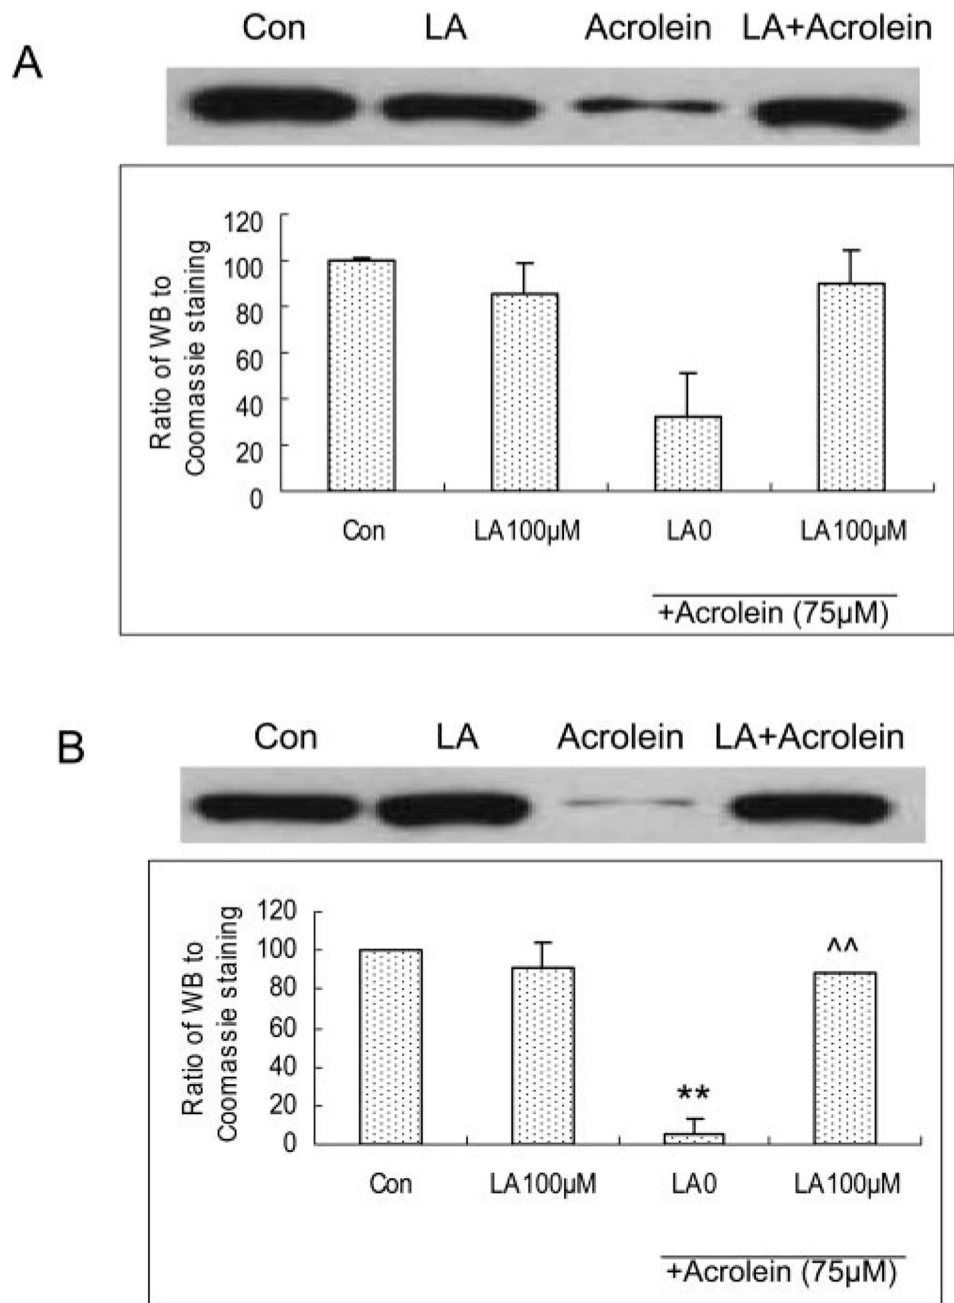 A
Con LA Acrolein LA+Acrolein
Ratio of WB to
Coomassie staining
120
100
80
60
40
20
0
Con LA100µM LA0 LA100µM
+Acrolein (75µM)
B
Con LA Acrolein LA+Acrolein
Ratio of WB to
Coomassie staining
120
100
80
60
40
20
0
^^
**
Con LA100µM LA0 LA100µM
+Acrolein (75µM)